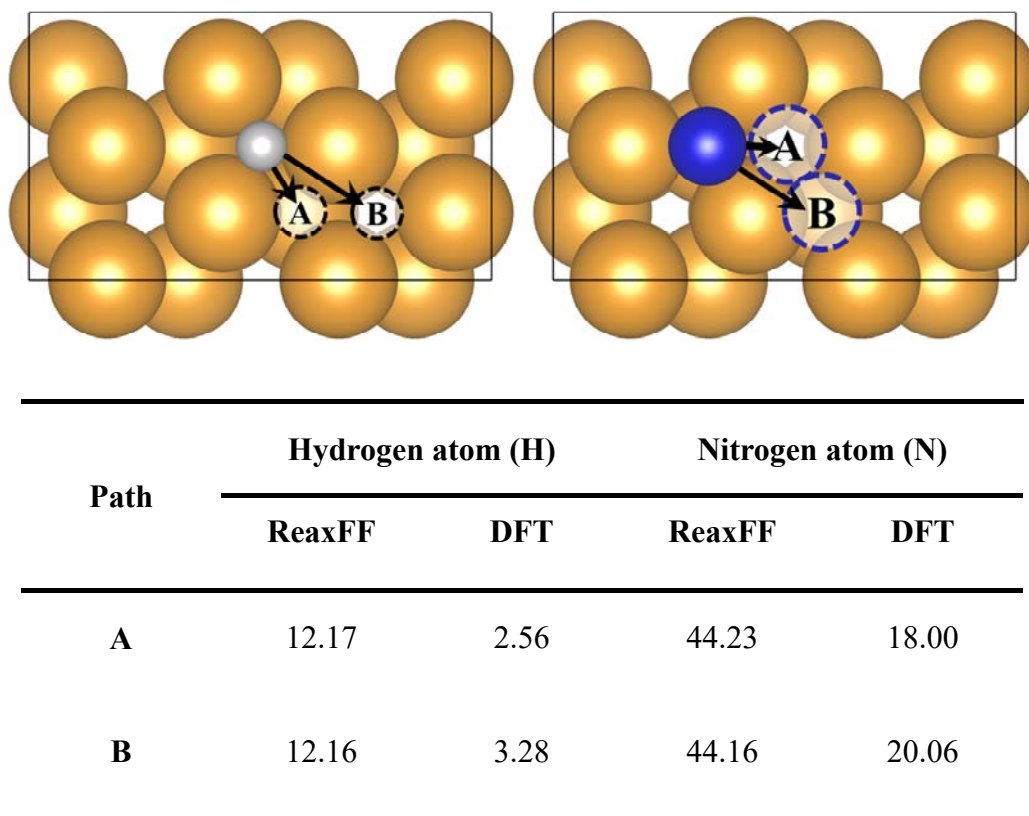 A B
A
B
Hydrogen atom (H) Nitrogen atom (N)
Path
ReaxFF DFT ReaxFF DFT
A 12.17 2.56 44.23 18.00
B 12.16 3.28 44.16 20.06